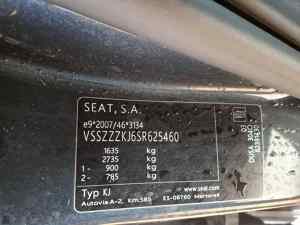 SEAT, S.A.
e9*2007/46*3134
VSSZZZKJ6SR625460
1635 kg
2735 kg
1- 900 kg
2- 785 kg
Typ KJ
www.seat.com
Autovía A-2, Km.585 ES-08760 Martorell